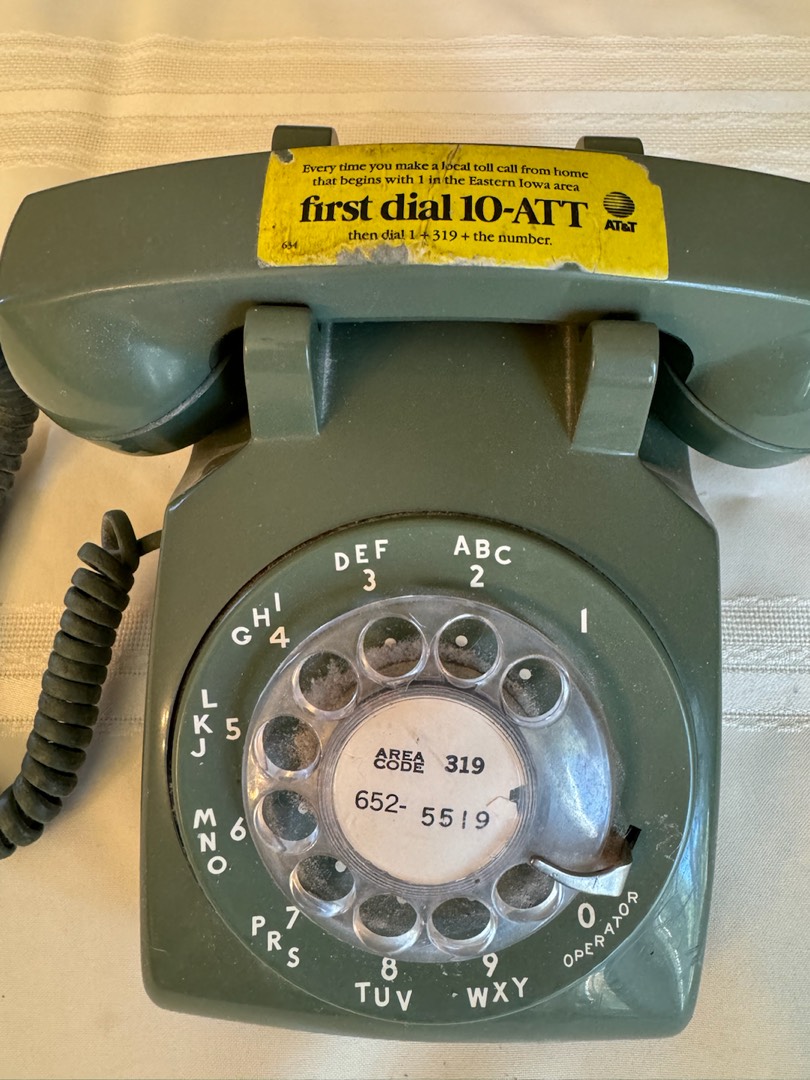 Every time you make a local toll call from home
that begins with 1 in the Eastern Iowa area
first dial 10-ATT
then dial 1 + 319 + the number.
634
AT&T
ABC
2
DEF
3
1
GHI
4
LKJ
5
MNO
6
PRS
7
TUV
8
WXY
9
0
OPERATOR
AREA CODE 319
652- 5519